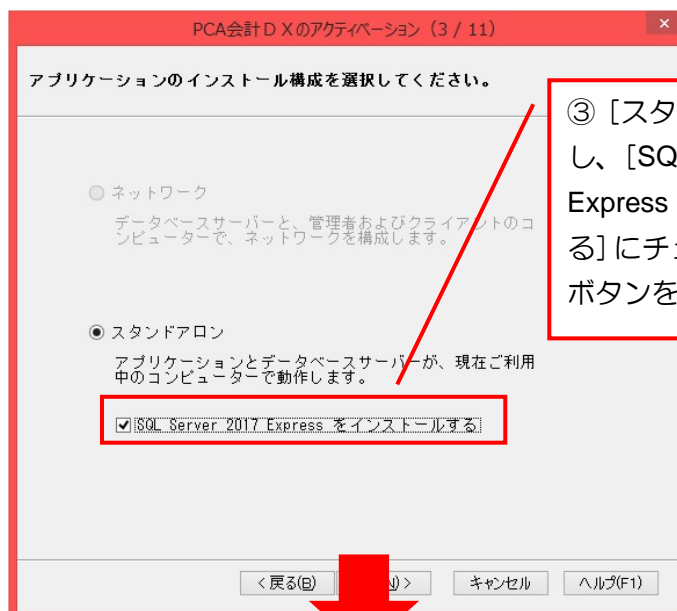 PCA会計ＤＸのアクティベーション（3 / 11）
アプリケーションのインストール構成を選択してください。
③［スタ
し、［SQ
Express
る］にチ
ボタンを
ネットワーク
データベースサーバーと、管理者およびクライアントのコ
ンピューターで、ネットワークを構成します。
スタンドアロン
アプリケーションとデータベースサーバーが、現在ご利用
中のコンピューターで動作します。
SQL Server 2017 Express をインストールする
< 戻る(B)
キャンセル
ヘルプ(F1)